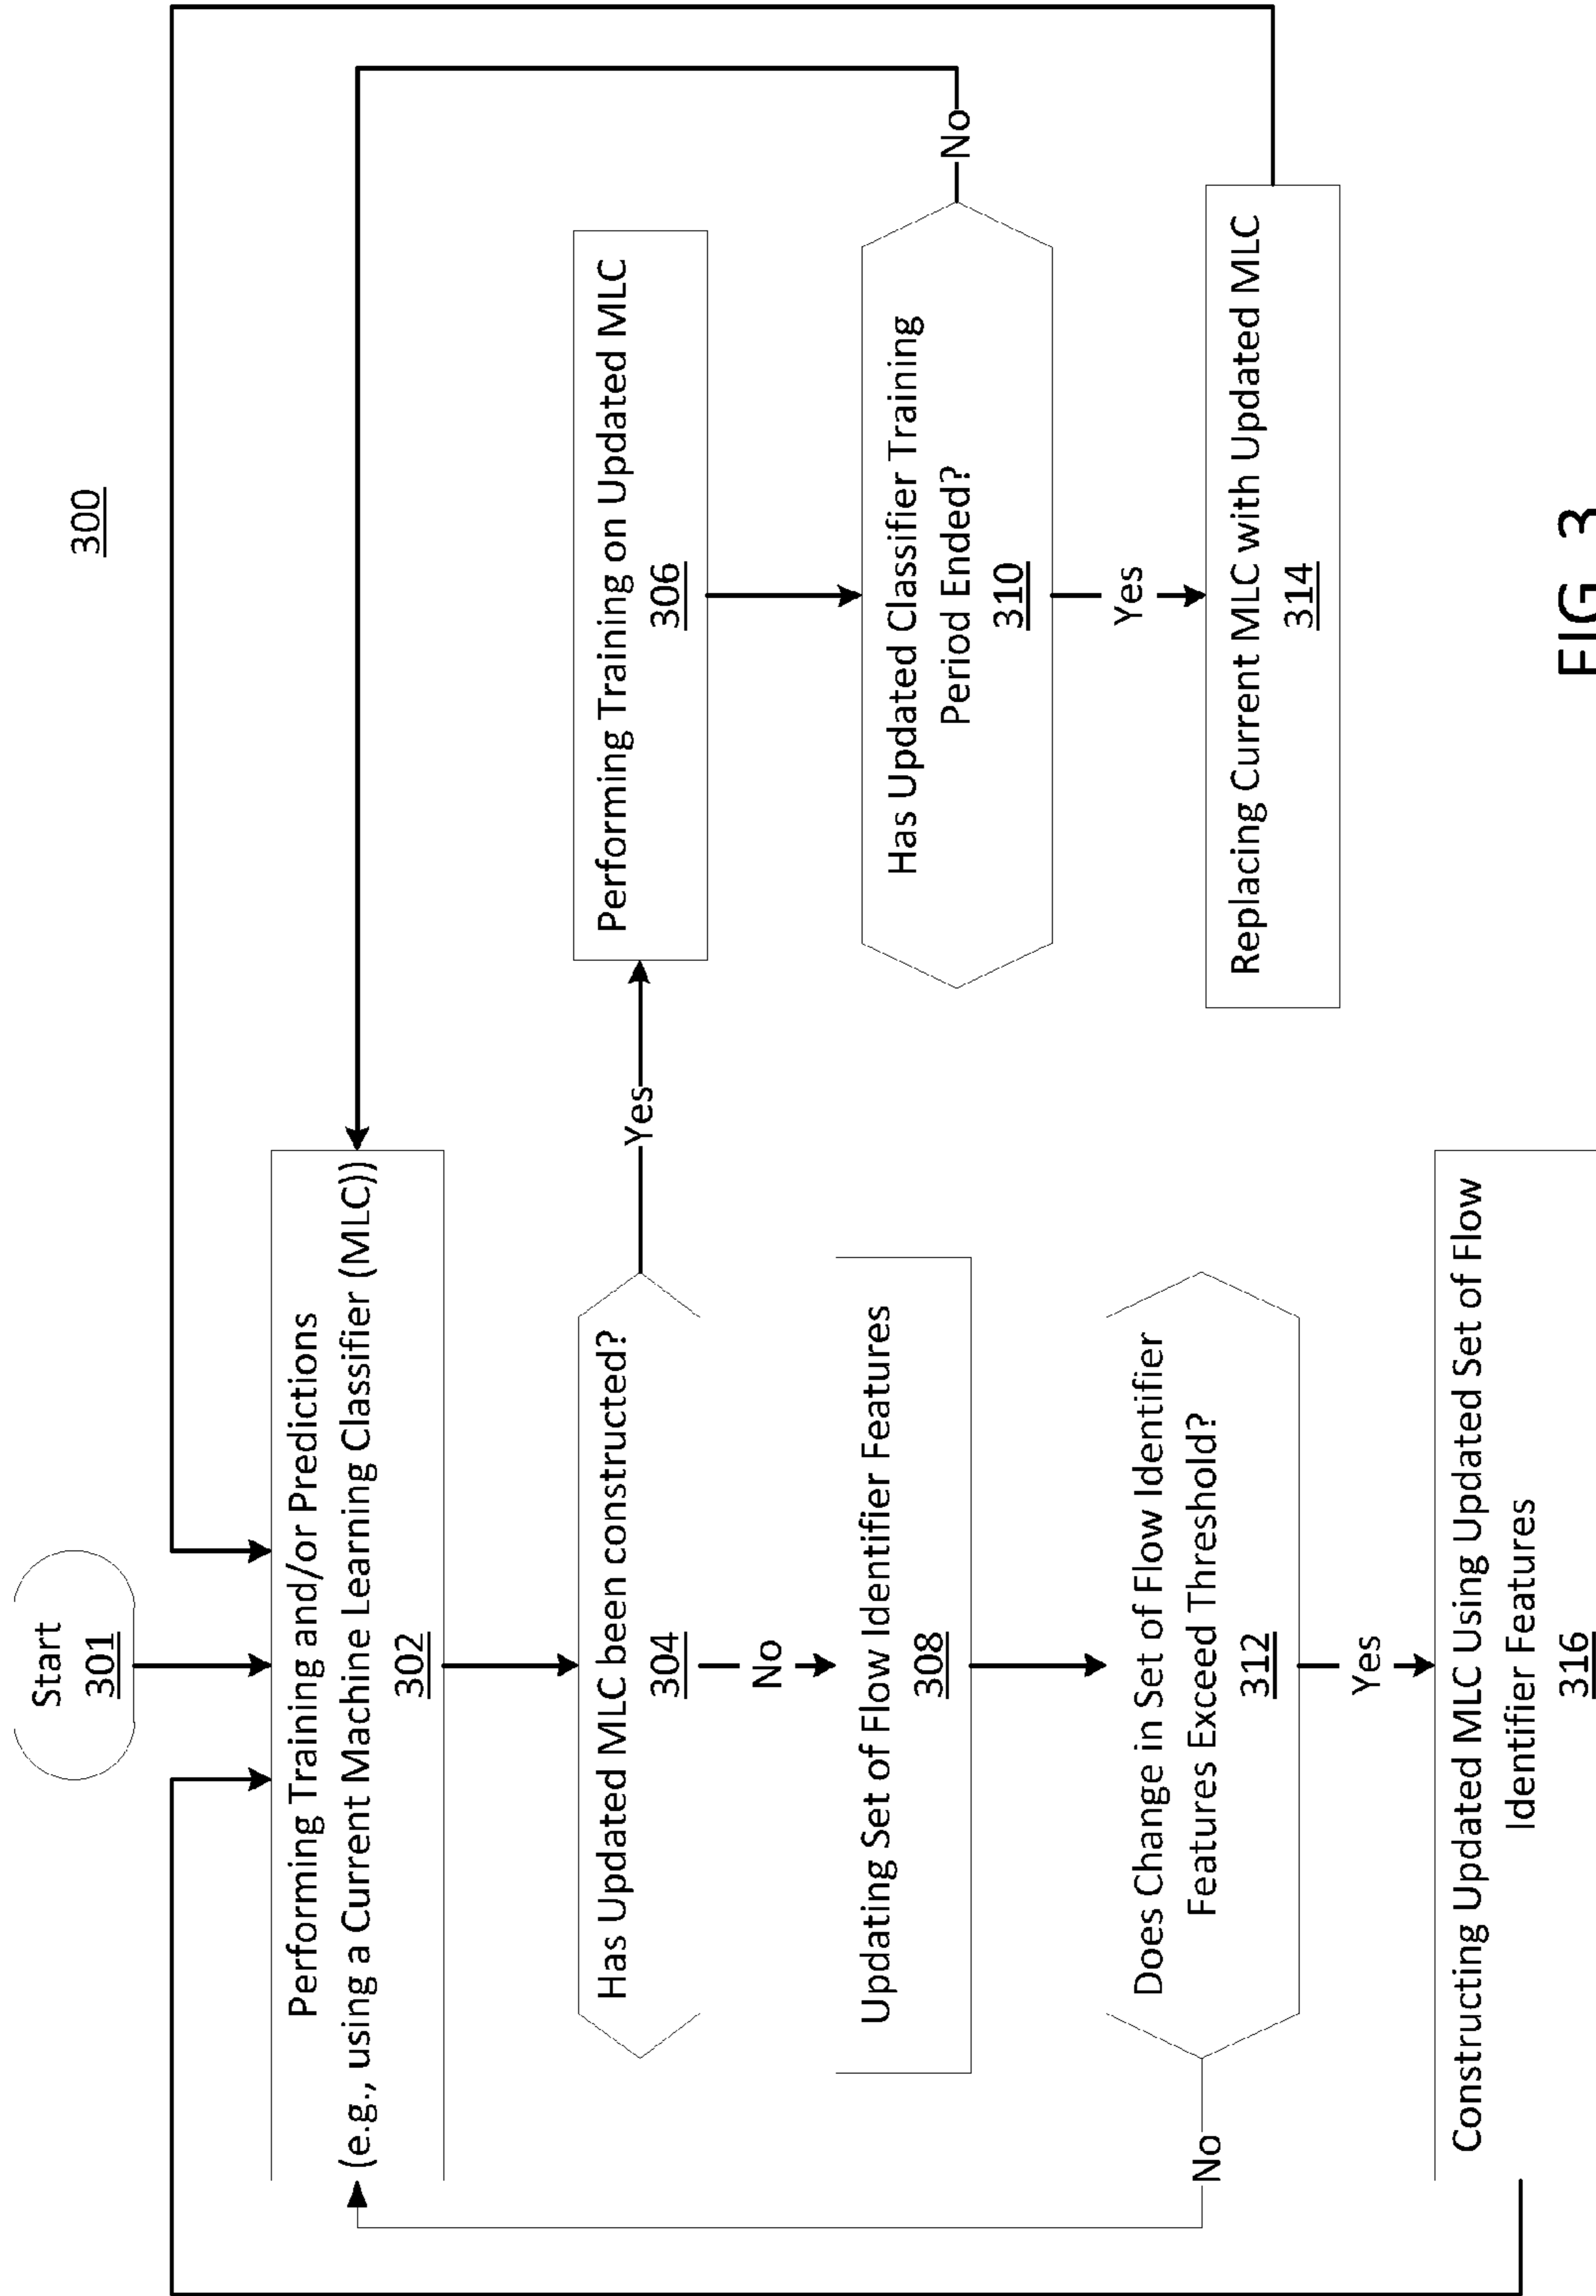 300
Start
301
Performing Training and/or Predictions
(e.g., using a Current Machine Learning Classifier (MLC))
302
Has Updated MLC been constructed?
304
Yes
No
Performing Training on Updated MLC
306
Updating Set of Flow Identifier Features
308
Has Updated Classifier Training
Period Ended?
310
No
Yes
Does Change in Set of Flow Identifier
Features Exceed Threshold?
312
No
Yes
Replacing Current MLC with Updated MLC
314
Constructing Updated MLC Using Updated Set of Flow
Identifier Features
316
FIG. 3